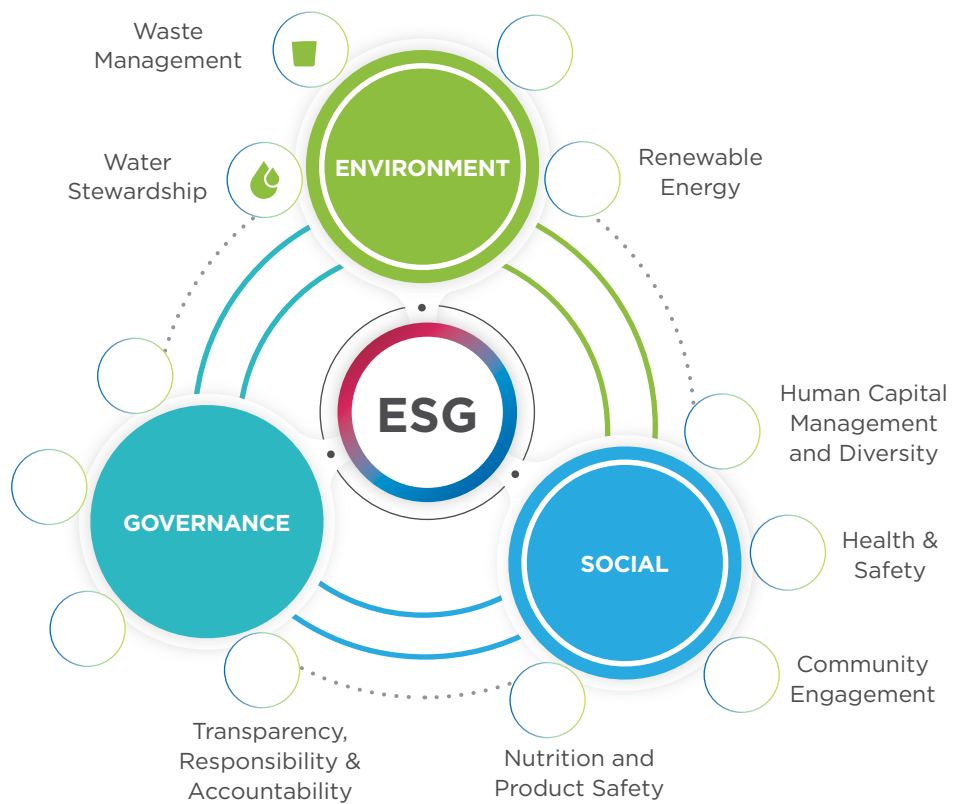 Waste
Management
Water
Stewardship
ENVIRONMENT
Renewable
Energy
ESG
Human Capital
Management
and Diversity
GOVERNANCE
SOCIAL
Health &
Safety
Community
Engagement
Transparency,
Responsibility &
Accountability
Nutrition and
Product Safety